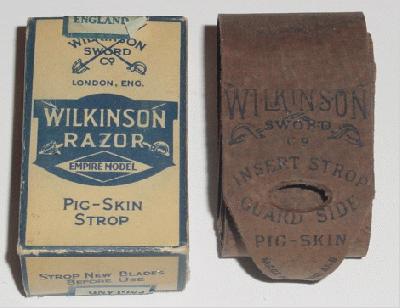 ENGLAND
WILKINSON
SWORD
CO
LONDON, ENG.
WILKINSON
RAZOR
EMPIRE MODEL
PIG-SKIN
STROP
STROP NEW BLADES
BEFORE USE
WILKINSON
SWORD
CO
INSERT STROP
GUARD SIDE
PIG-SKIN